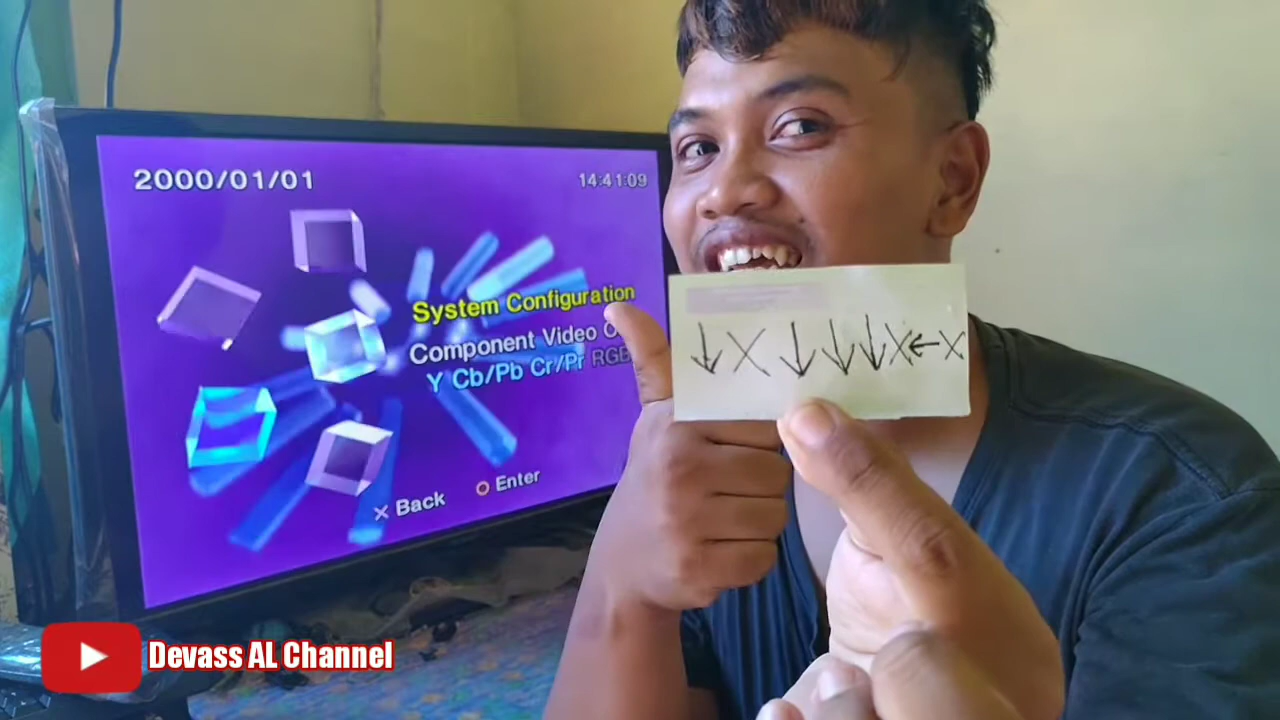 2000/01/01 14:41:09
System Configuration
Component Video O
Y Cb/Pb Cr/Pr RGB
X Back O Enter
↓ X ↓ ↓ ↓ X ← X
Devass AL Channel